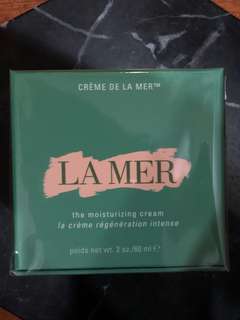 CRÈME DE LA MER™
LA MER
the moisturizing cream
la crème régénération intense
poids net wt. 2 oz./60 ml ℮